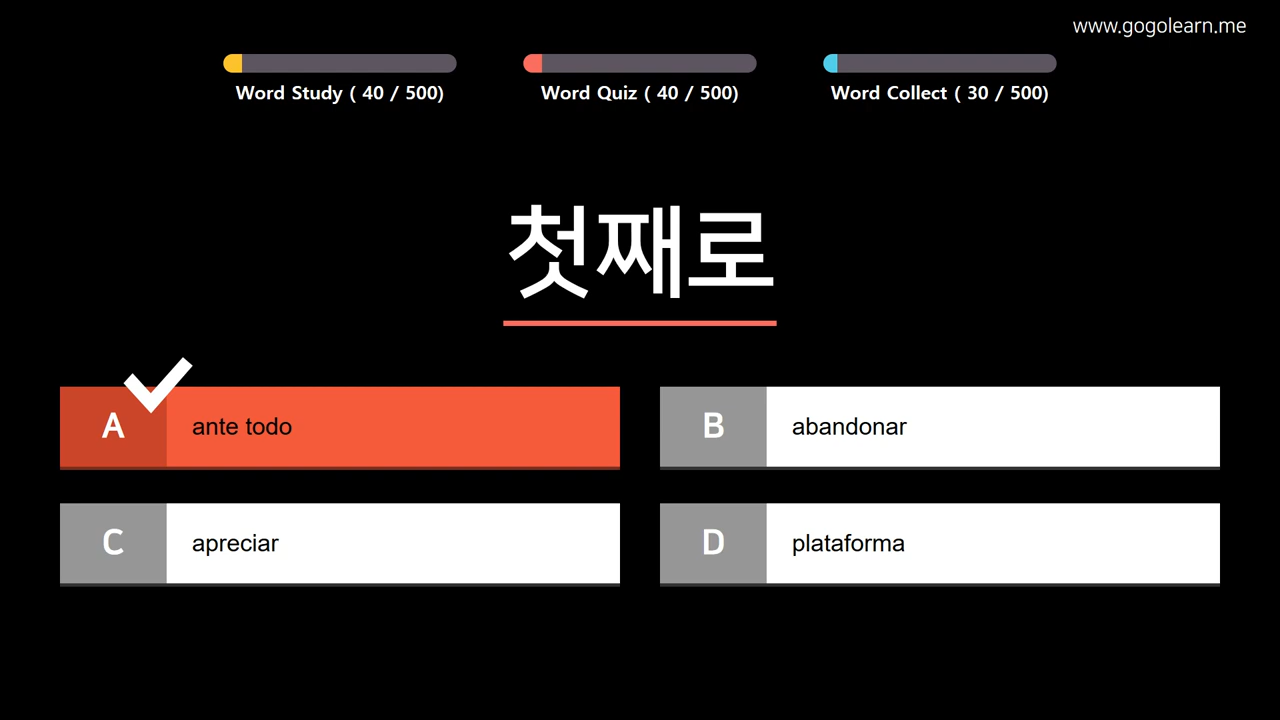 www.gogolearn.me
Word Study ( 40 / 500)
Word Quiz ( 40 / 500)
Word Collect ( 30 / 500)
첫째로
A ante todo
B abandonar
C apreciar
D plataforma